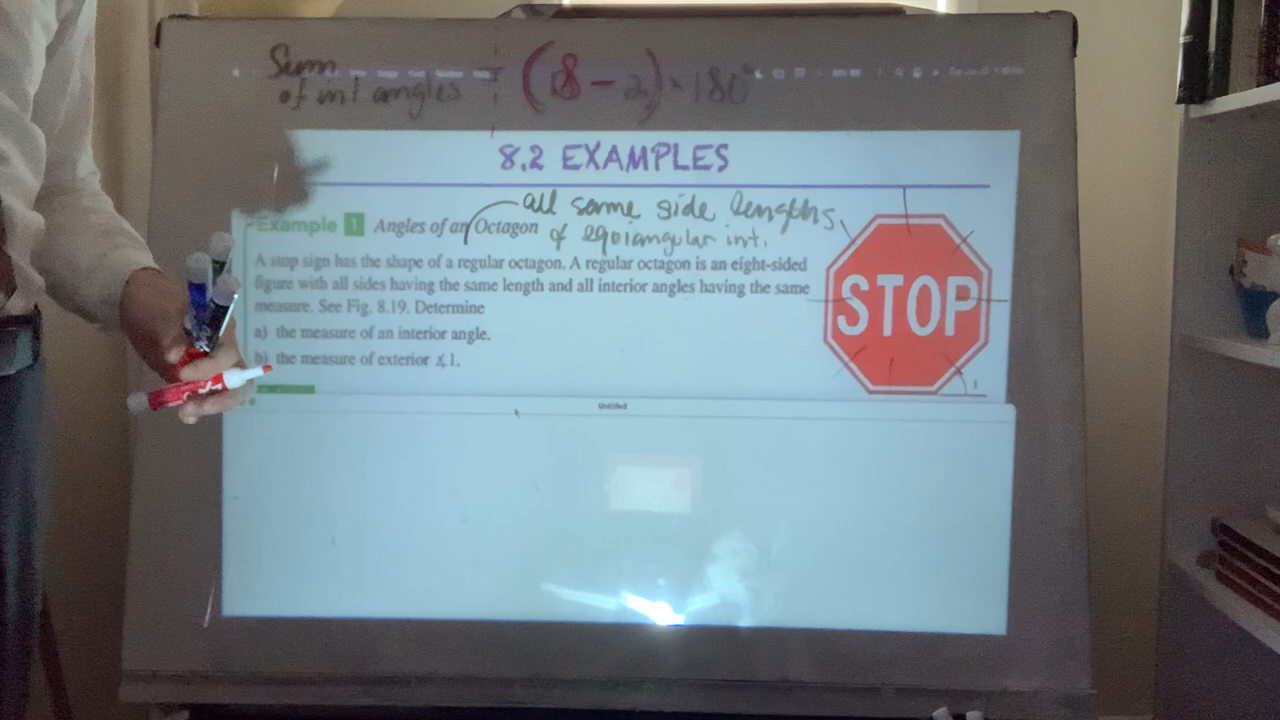 Sum
of int angles = (8-2)·180°
8.2 EXAMPLES
all same side lengths
Example 1 Angles of an Octagon & equiangular int.
A stop sign has the shape of a regular octagon. A regular octagon is an eight-sided
figure with all sides having the same length and all interior angles having the same
measure. See Fig. 8.19. Determine
a) the measure of an interior angle.
b) the measure of exterior ∡1.
STOP
1
Untitled